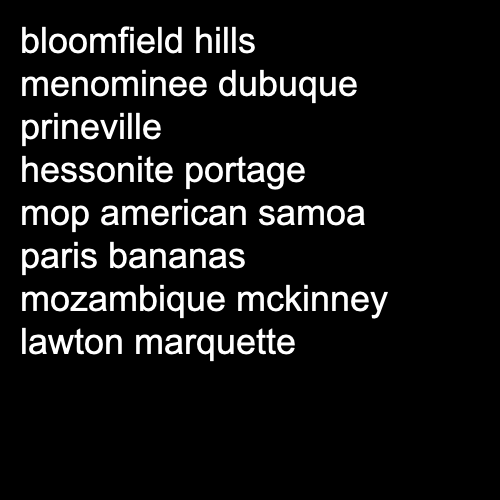 bloomfield hills
menominee dubuque
prineville
hessonite portage
mop american samoa
paris bananas
mozambique mckinney
lawton marquette